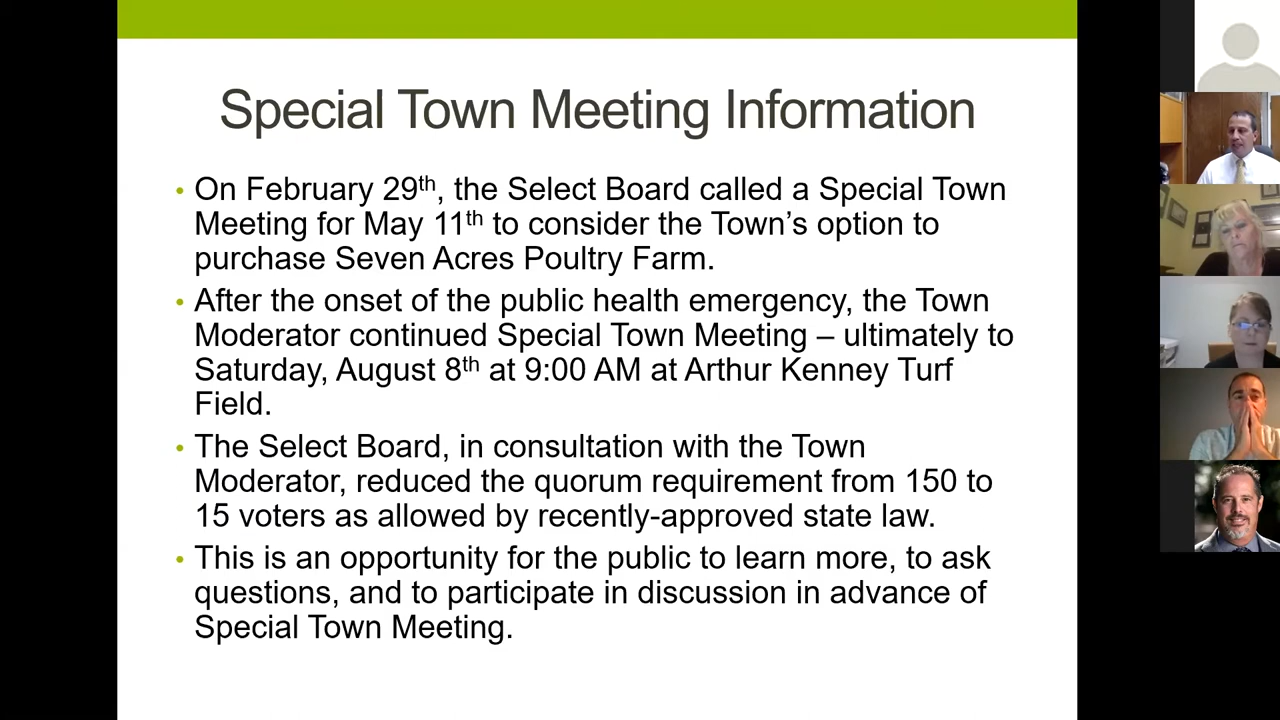 Special Town Meeting Information
• On February 29th, the Select Board called a Special Town
Meeting for May 11th to consider the Town’s option to
purchase Seven Acres Poultry Farm.
• After the onset of the public health emergency, the Town
Moderator continued Special Town Meeting – ultimately to
Saturday, August 8th at 9:00 AM at Arthur Kenney Turf
Field.
• The Select Board, in consultation with the Town
Moderator, reduced the quorum requirement from 150 to
15 voters as allowed by recently-approved state law.
• This is an opportunity for the public to learn more, to ask
questions, and to participate in discussion in advance of
Special Town Meeting.